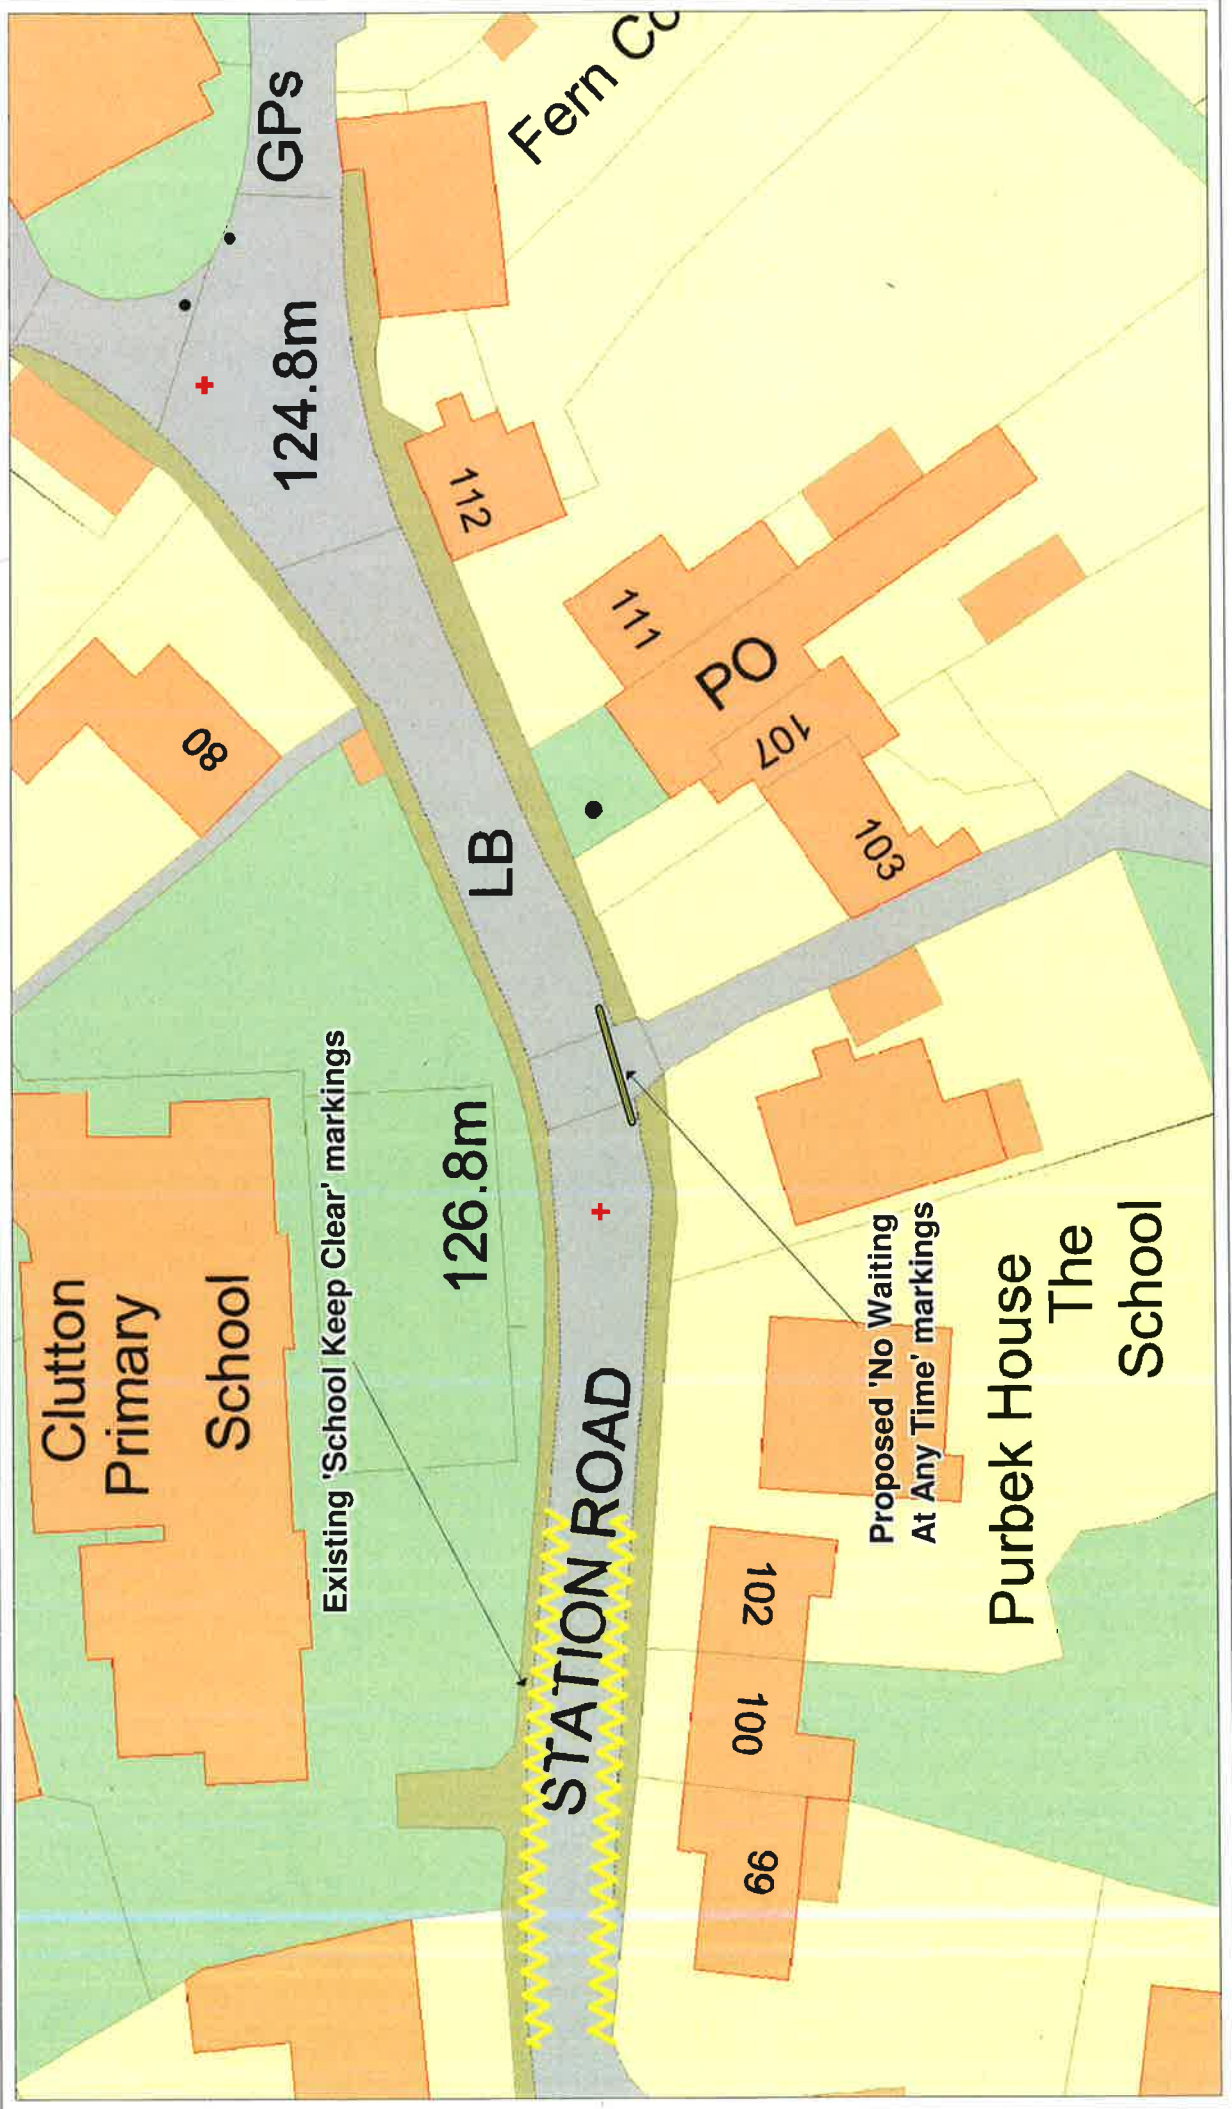 Clutton
Primary
School
Existing 'School Keep Clear' markings
126.8m
STATION ROAD
LB
124.8m
GPs
80
Fern Co
112
111
PO
107
103
Proposed 'No Waiting
At Any Time' markings
Purbek House
The
School
102
100
99